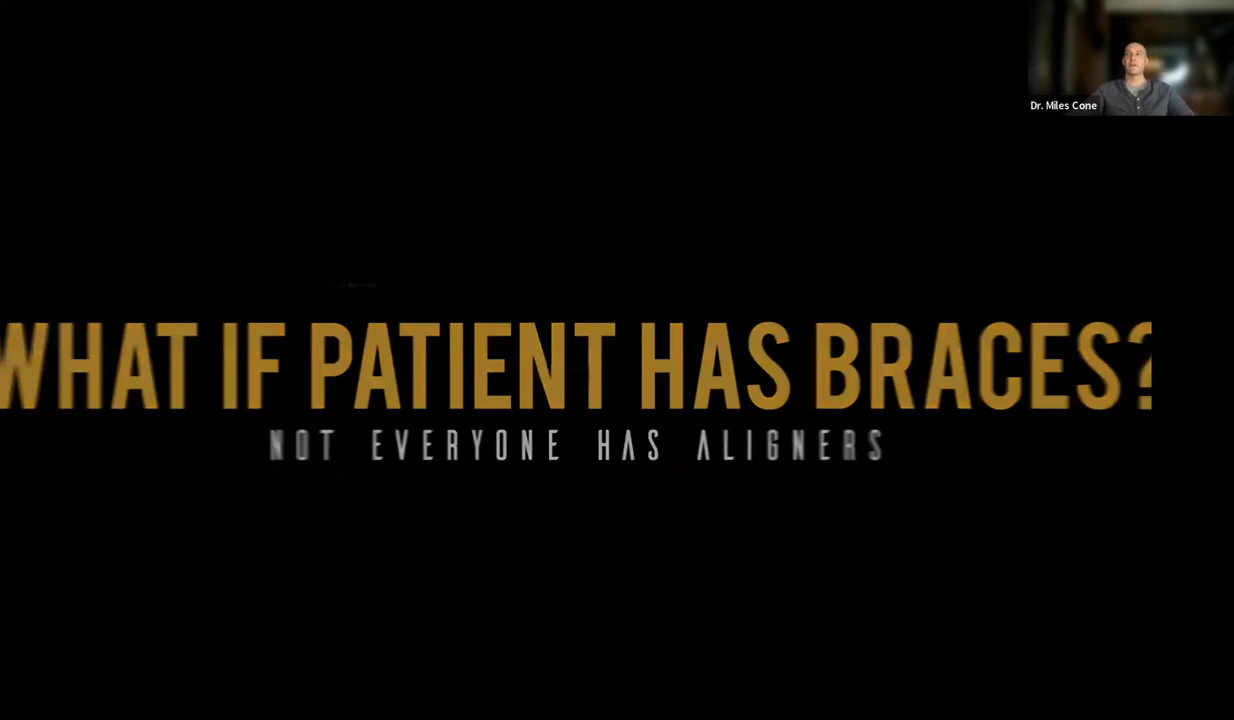 Dr. Miles Cone
WHAT IF PATIENT HAS BRACES?
NOT EVERYONE HAS ALIGNERS